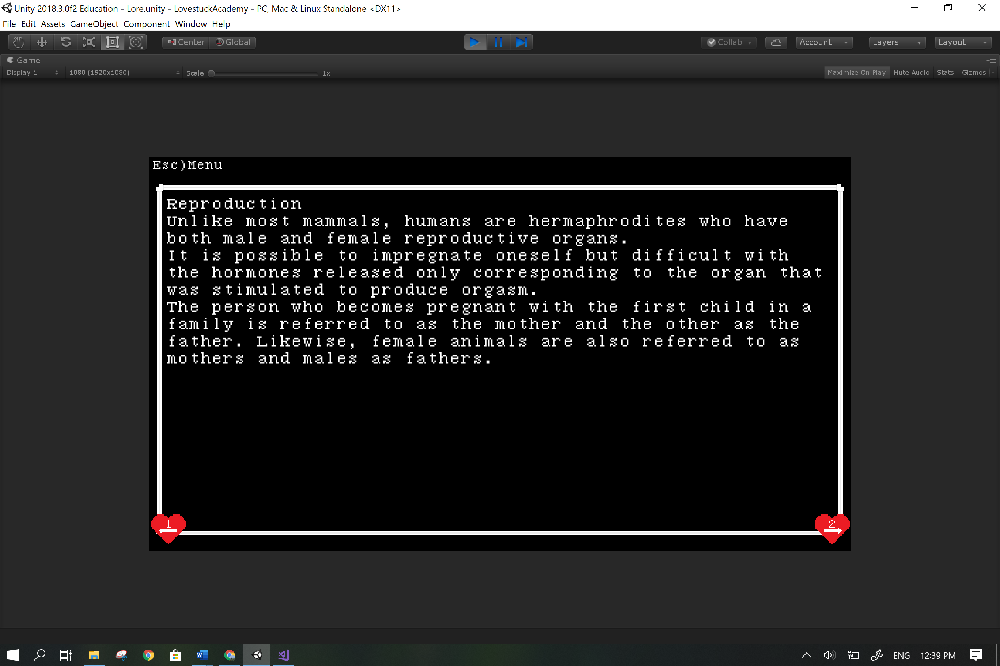 Unity 2018.3.0f2 Education - Lore.unity - LovestuckAcademy - PC, Mac & Linux Standalone <DX11>
File Edit Assets GameObject Component Window Help
Center Global Collab Account Layers Layout
Game
Display 1 1080 (1920x1080) Scale 1x Maximize On Play Mute Audio Stats Gizmos
Esc)Menu
Reproduction
Unlike most mammals, humans are hermaphrodites who have
both male and female reproductive organs.
It is possible to impregnate oneself but difficult with
the hormones released only corresponding to the organ that
was stimulated to produce orgasm.
The person who becomes pregnant with the first child in a
family is referred to as the mother and the other as the
father. Likewise, female animals are also referred to as
mothers and males as fathers.
1 2
ENG 12:39 PM